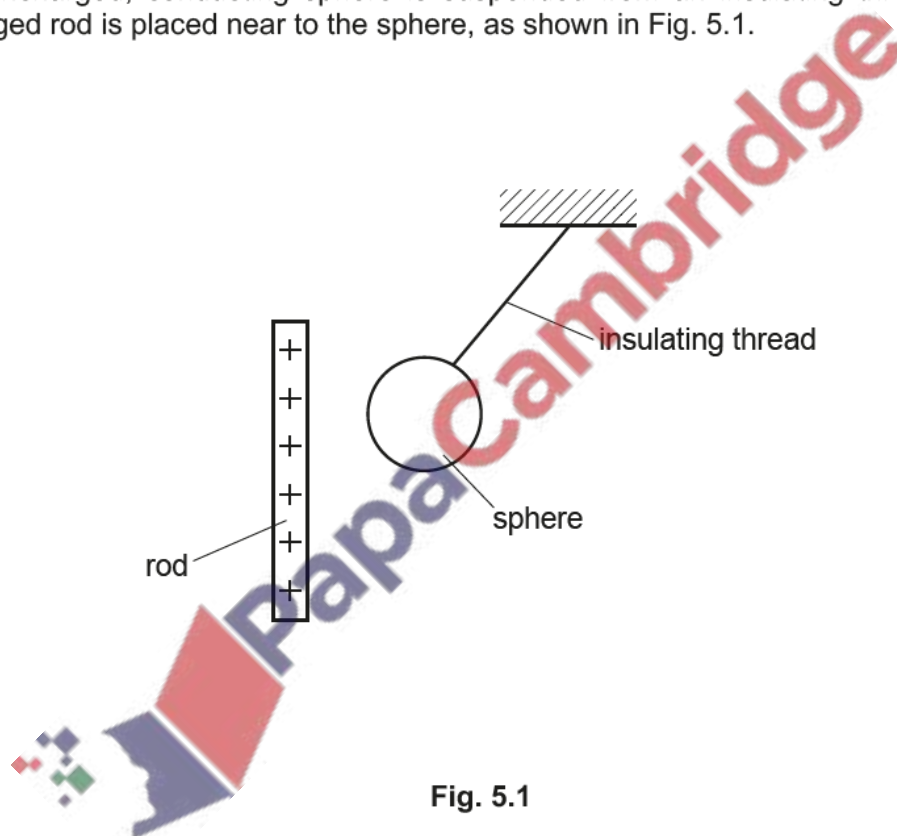 ged rod is placed near to the sphere, as shown in Fig. 5.1.
insulating thread
sphere
rod
PapaCambridge
Fig. 5.1